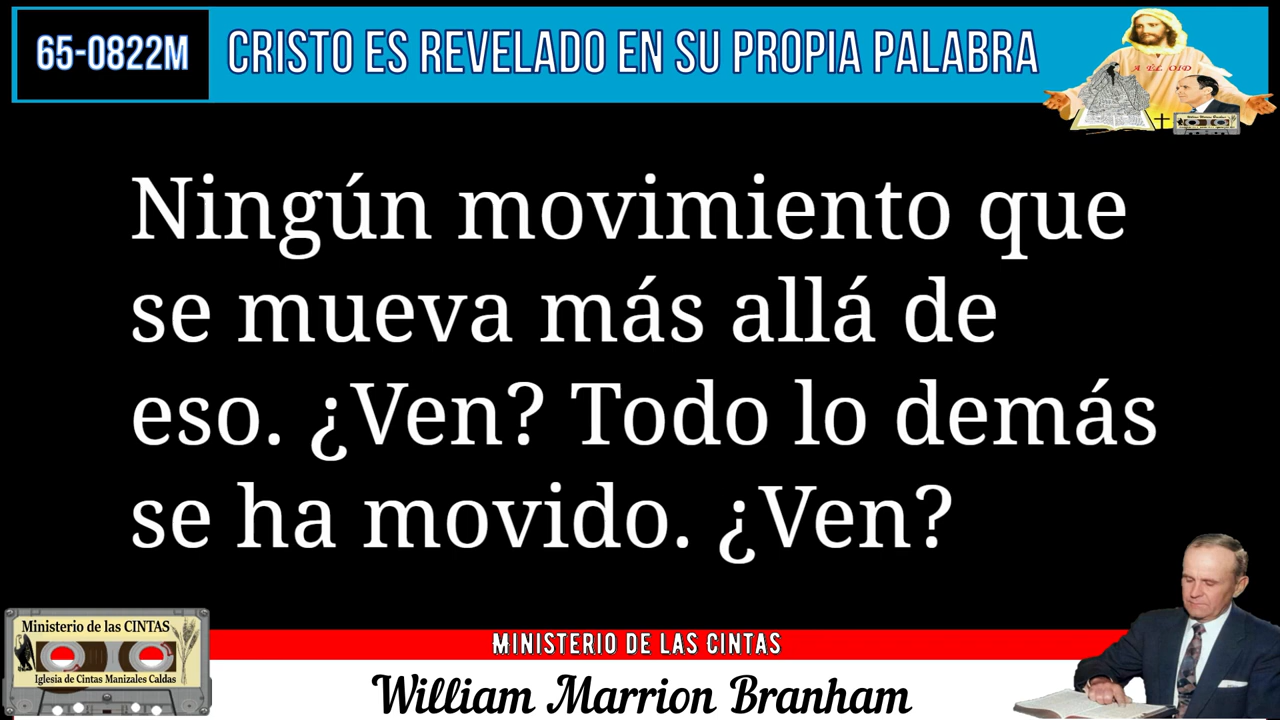 65-0822M
CRISTO ES REVELADO EN SU PROPIA PALABRA
A ÉL OID
Ningún movimiento que
se mueva más allá de
eso. ¿Ven? Todo lo demás
se ha movido. ¿Ven?
Ministerio de las CINTAS
Iglesia de Cintas Manizales Caldas
MINISTERIO DE LAS CINTAS
William Marrion Branham